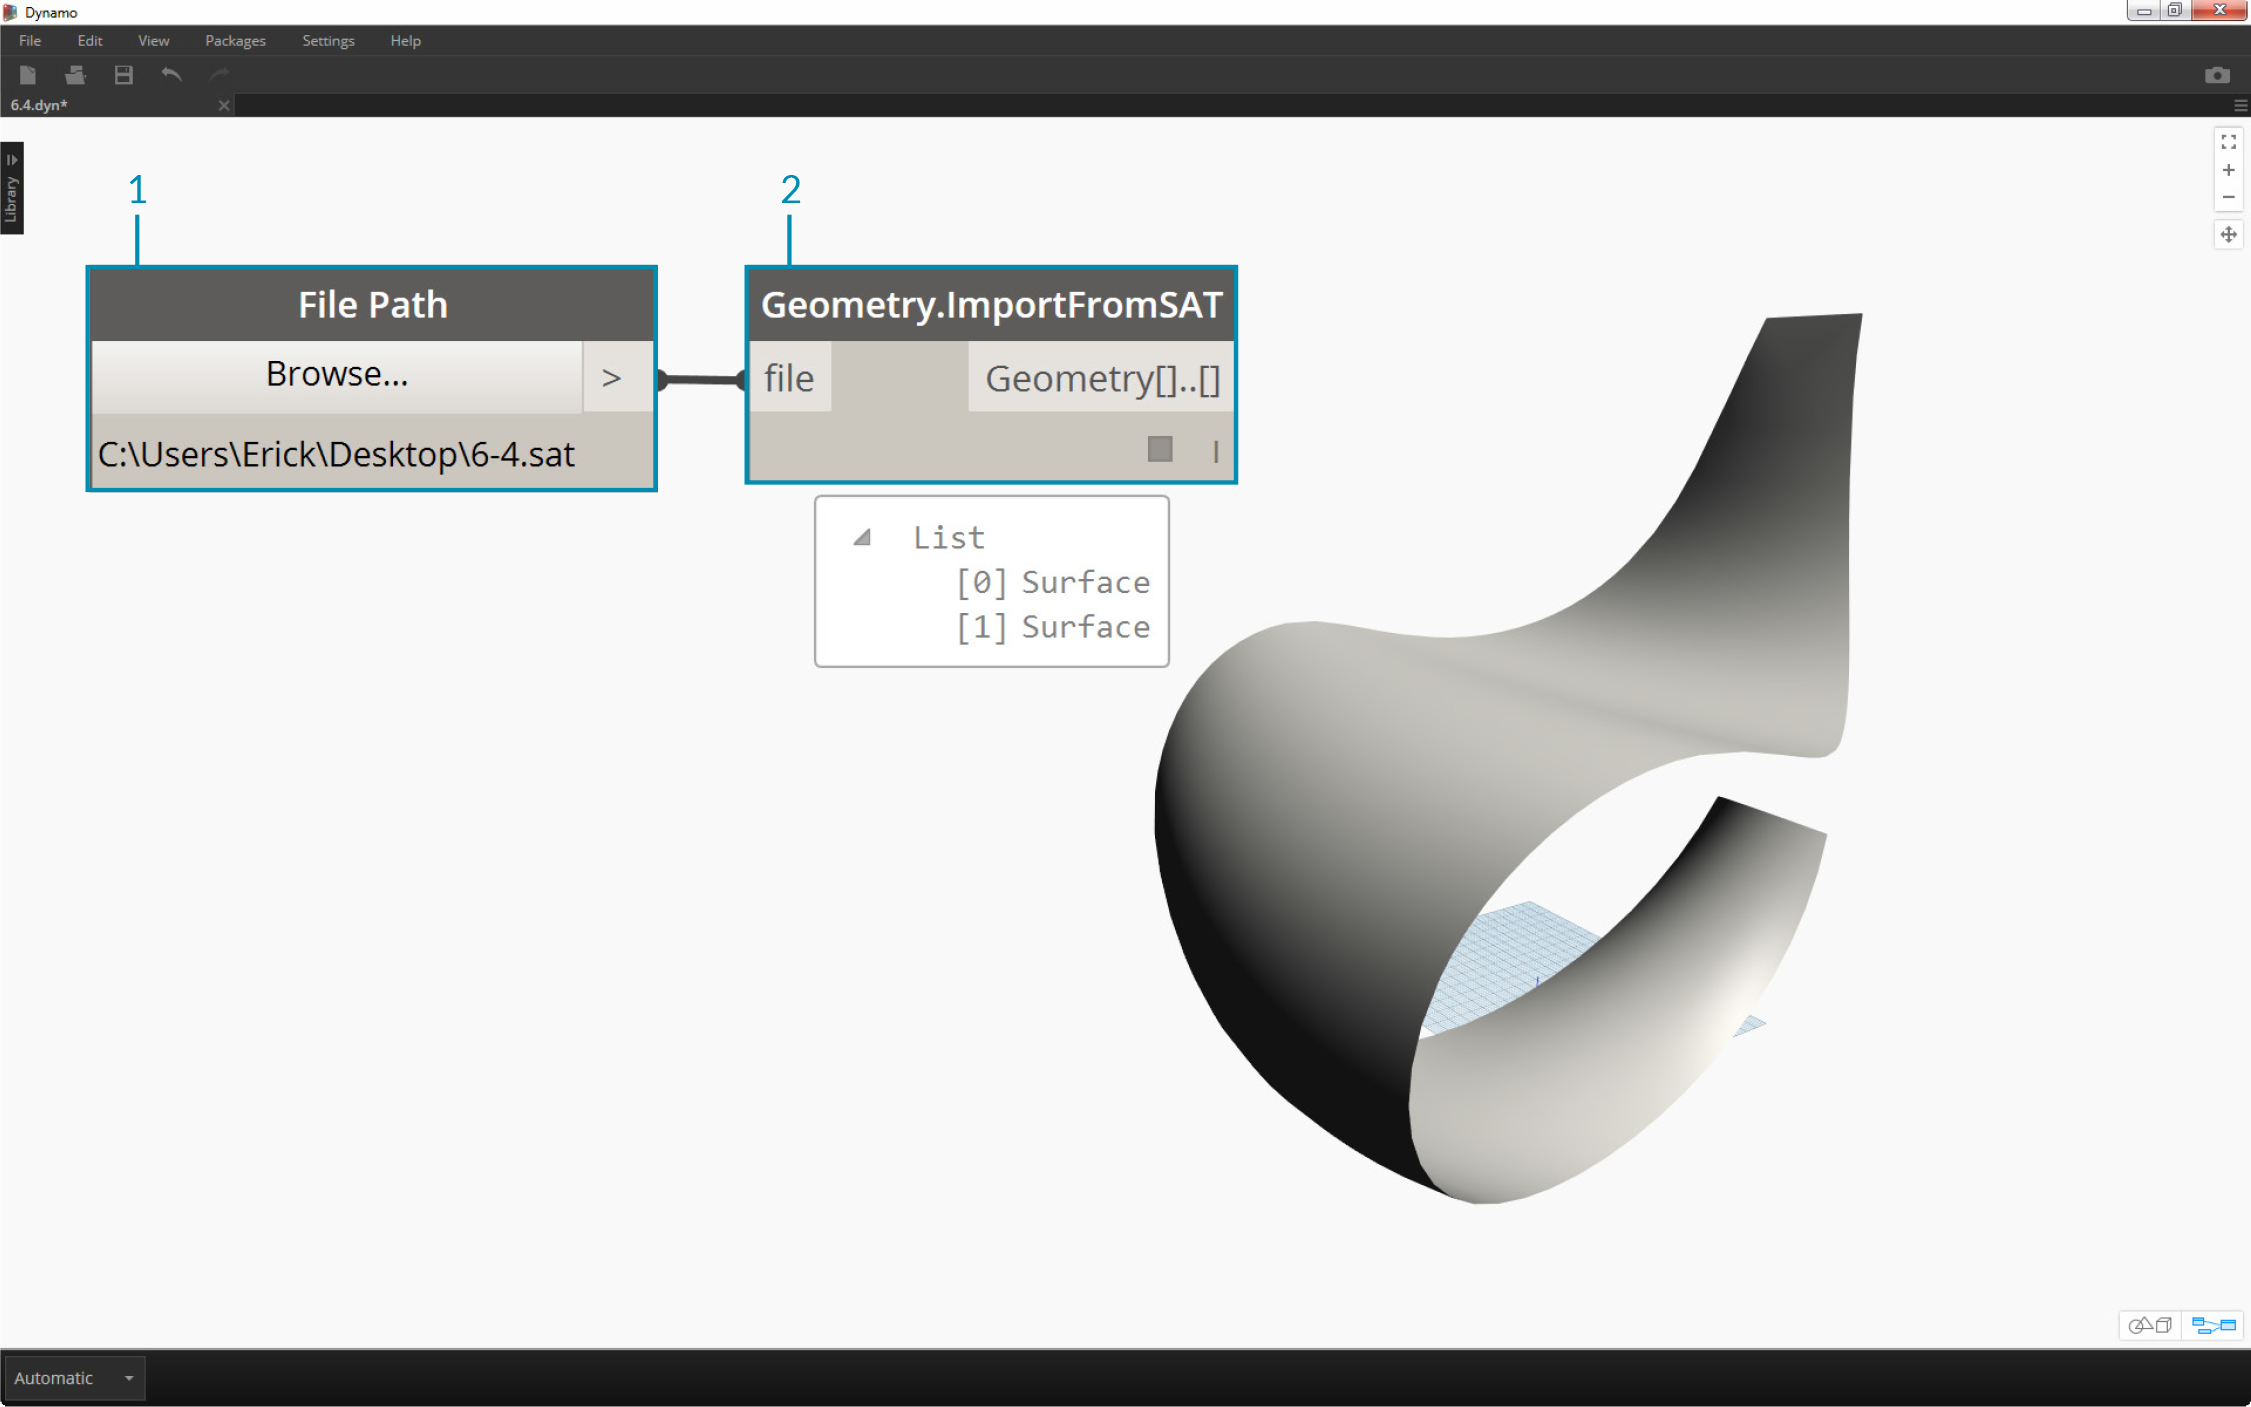 Dynamo
File Edit View Packages Settings Help
6.4.dyn*
Library
1
2
File Path
Browse...
>
C:\Users\Erick\Desktop\6-4.sat
Geometry.ImportFromSAT
file
Geometry[]..[]
List
[0] Surface
[1] Surface
Automatic